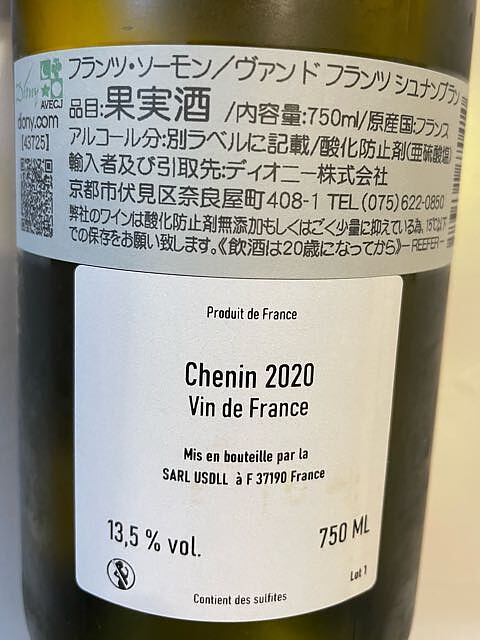 フランツ・ソーモン／ヴァンド フランツ シュナンブラン
Diony
AVECJ
品目:果実酒 /内容量:750ml/原産国:フランス
diony.com
[43725]
アルコール分:別ラベルに記載/酸化防止剤(亜硫酸塩)
輸入者及び引取先:ディオニー株式会社
京都市伏見区奈良屋町408-1 TEL (075)622-0850
弊社のワインは酸化防止剤無添加もしくはごく少量に抑えている為、15℃以下
での保存をお願い致します。《飲酒は20歳になってから》－REEFER－
Produit de France
Chenin 2020
Vin de France
Mis en bouteille par la
SARL USDLL à F 37190 France
13,5 % vol.
750 ML
Lot 1
Contient des sulfites